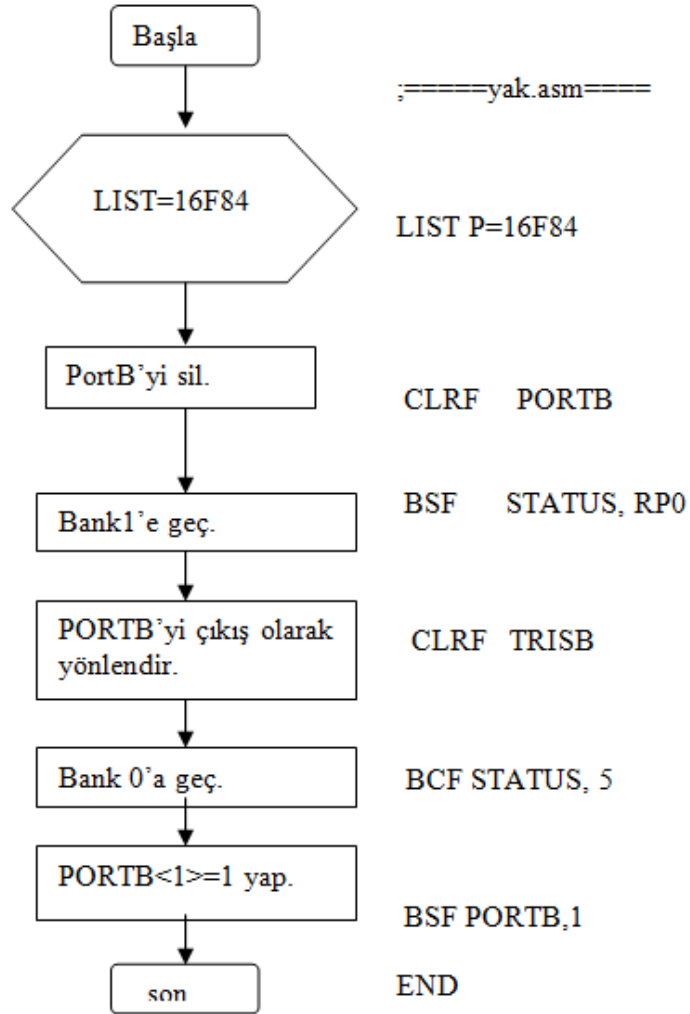 Başla
;=====yak.asm====
LIST=16F84
LIST P=16F84
PortB’yi sil.
CLRF PORTB
BSF STATUS, RP0
Bank1’e geç.
PORTB’yi çıkış olarak
yönlendir.
CLRF TRISB
Bank 0’a geç.
BCF STATUS, 5
PORTB<1>=1 yap.
BSF PORTB,1
son
END